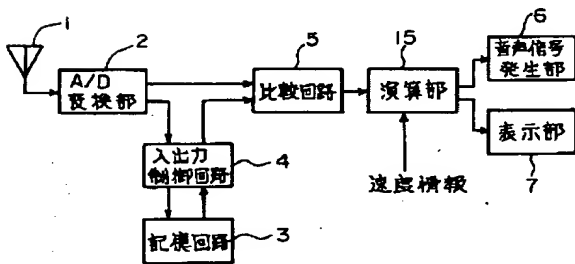 1
2
A/D
変換部
5
比較回路
15
演算部
6
音声信号
発生部
表示部
7
入出力
制御回路
4
速度情報
記憶回路
3